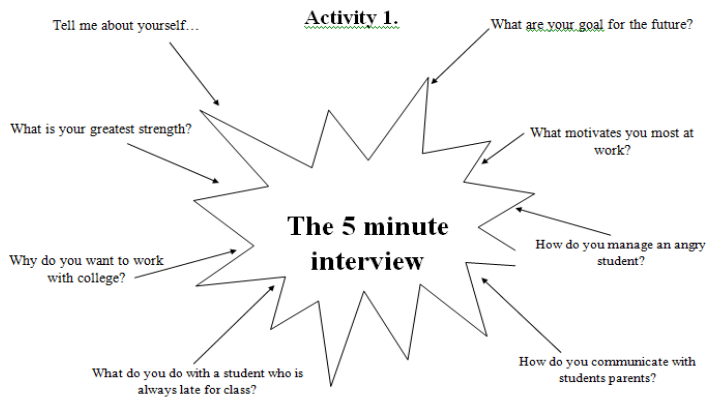 Activity 1.
Tell me about yourself…
What are your goal for the future?
What is your greatest strength?
What motivates you most at
work?
The 5 minute
interview
Why do you want to work
with college?
How do you manage an angry
student?
What do you do with a student who is
always late for class?
How do you communicate with
students parents?